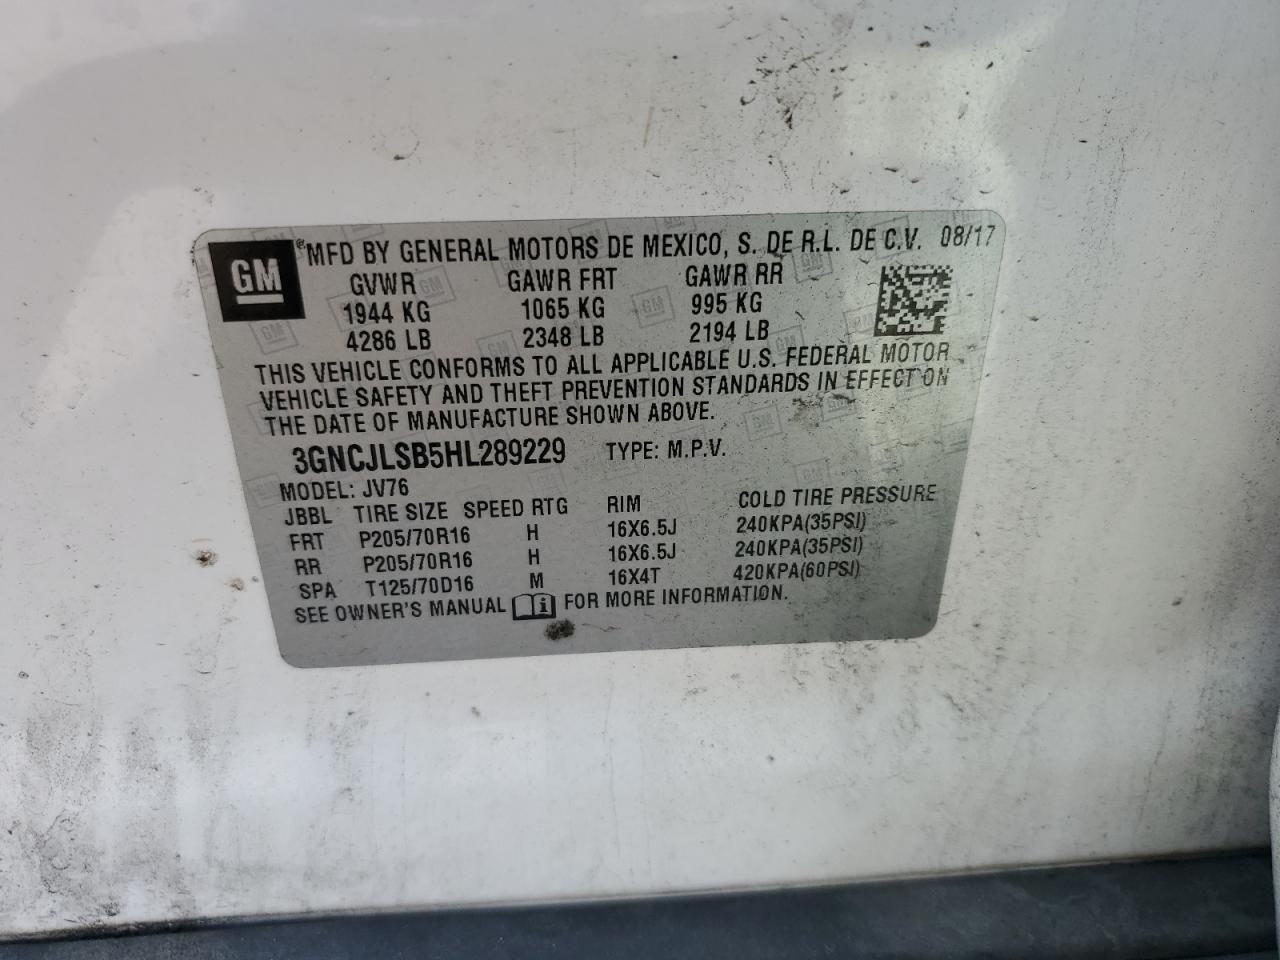 GM
®MFD BY GENERAL MOTORS DE MEXICO, S. DE R.L. DE C.V. 08/17
GVWR GAWR FRT GAWR RR
1944 KG 1065 KG 995 KG
4286 LB 2348 LB 2194 LB
THIS VEHICLE CONFORMS TO ALL APPLICABLE U.S. FEDERAL MOTOR
VEHICLE SAFETY AND THEFT PREVENTION STANDARDS IN EFFECT ON
THE DATE OF MANUFACTURE SHOWN ABOVE.
3GNCJLSB5HL289229 TYPE: M.P.V.
MODEL: JV76
JBBL TIRE SIZE SPEED RTG RIM COLD TIRE PRESSURE
FRT P205/70R16 H 16X6.5J 240KPA(35PSI)
RR P205/70R16 H 16X6.5J 240KPA(35PSI)
SPA T125/70D16 M 16X4T 420KPA(60PSI)
SEE OWNER'S MANUAL FOR MORE INFORMATION.